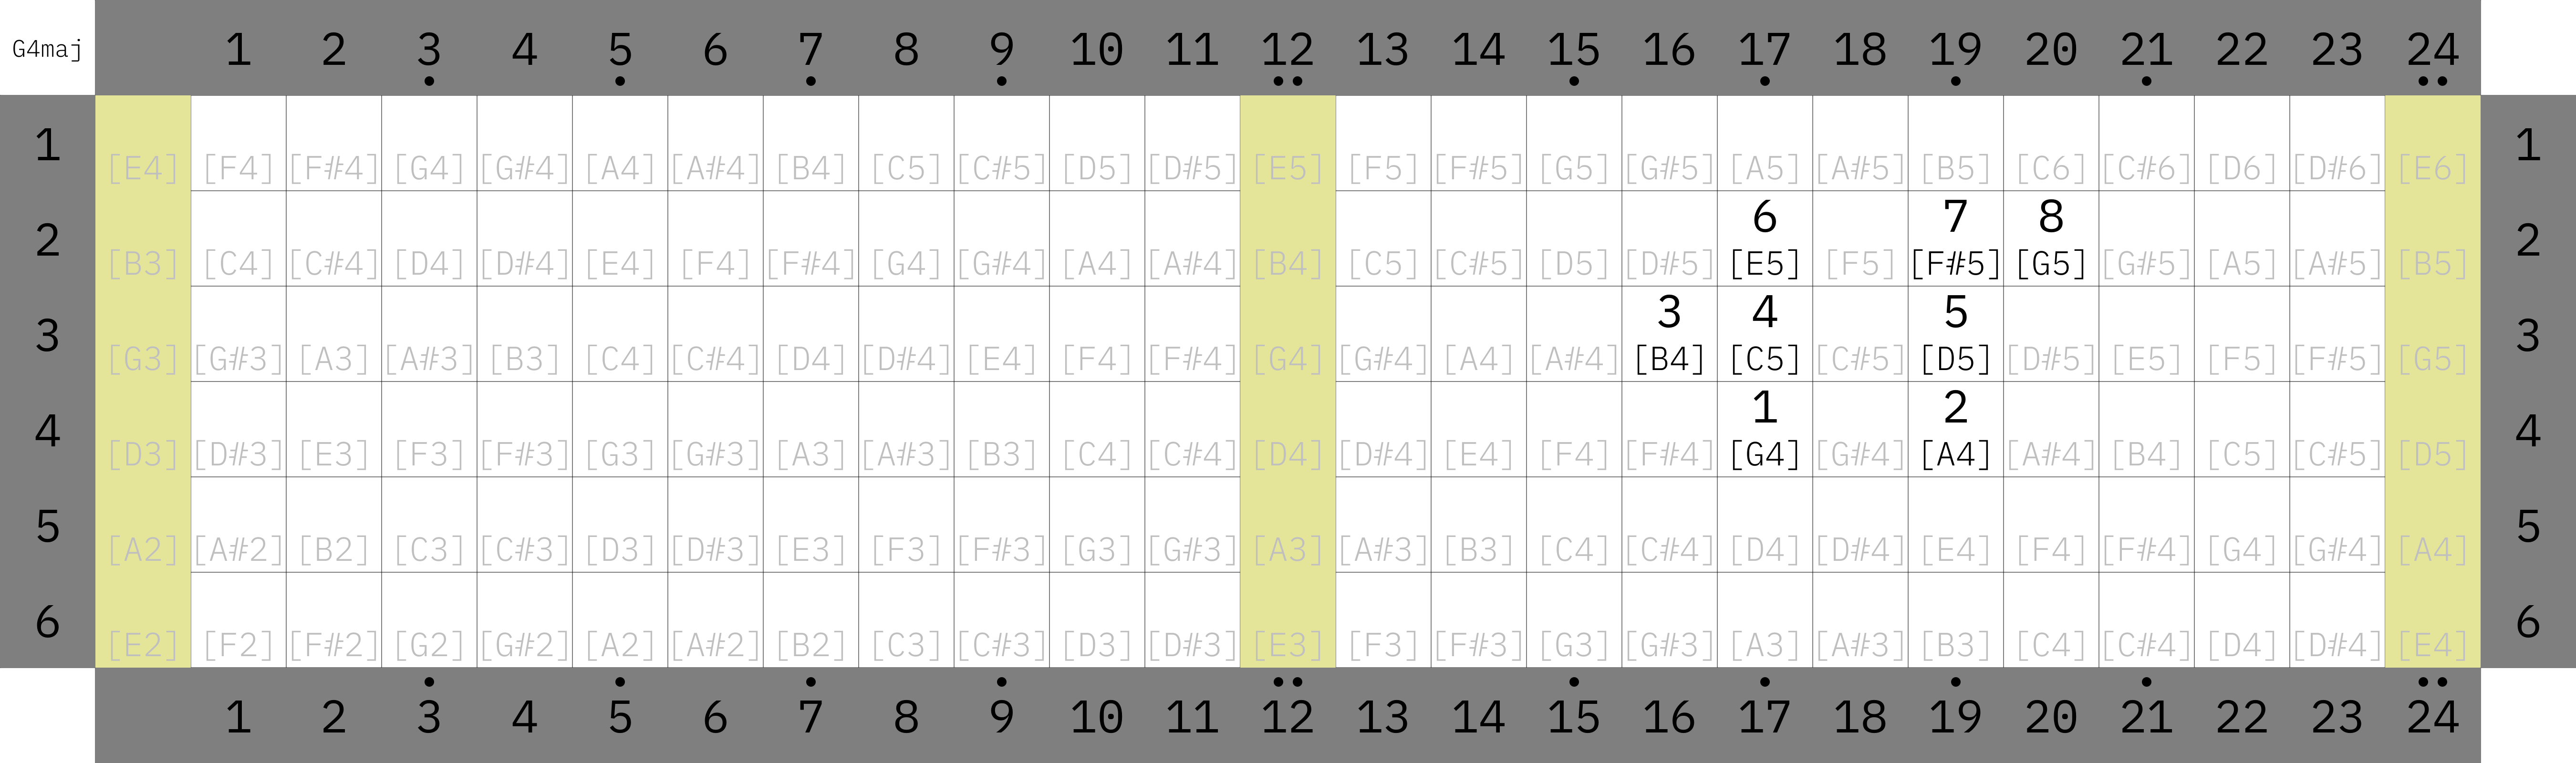 G4maj 1 2 3 4 5 6 7 8 9 10 11 12 13 14 15 16 17 18 19 20 21 22 23 24
1 [E4] [F4] [F#4] [G4] [G#4] [A4] [A#4] [B4] [C5] [C#5] [D5] [D#5] [E5] [F5] [F#5] [G5] [G#5] [A5] [A#5] [B5] [C6] [C#6] [D6] [D#6] [E6] 1
6 7 8
2 [B3] [C4] [C#4] [D4] [D#4] [E4] [F4] [F#4] [G4] [G#4] [A4] [A#4] [B4] [C5] [C#5] [D5] [D#5] [E5] [F5] [F#5] [G5] [G#5] [A5] [A#5] [B5] 2
3 4 5
3 [G3] [G#3] [A3] [A#3] [B3] [C4] [C#4] [D4] [D#4] [E4] [F4] [F#4] [G4] [G#4] [A4] [A#4] [B4] [C5] [C#5] [D5] [D#5] [E5] [F5] [F#5] [G5] 3
1 2
4 [D3] [D#3] [E3] [F3] [F#3] [G3] [G#3] [A3] [A#3] [B3] [C4] [C#4] [D4] [D#4] [E4] [F4] [F#4] [G4] [G#4] [A4] [A#4] [B4] [C5] [C#5] [D5] 4
5 [A2] [A#2] [B2] [C3] [C#3] [D3] [D#3] [E3] [F3] [F#3] [G3] [G#3] [A3] [A#3] [B3] [C4] [C#4] [D4] [D#4] [E4] [F4] [F#4] [G4] [G#4] [A4] 5
6 [E2] [F2] [F#2] [G2] [G#2] [A2] [A#2] [B2] [C3] [C#3] [D3] [D#3] [E3] [F3] [F#3] [G3] [G#3] [A3] [A#3] [B3] [C4] [C#4] [D4] [D#4] [E4] 6
1 2 3 4 5 6 7 8 9 10 11 12 13 14 15 16 17 18 19 20 21 22 23 24